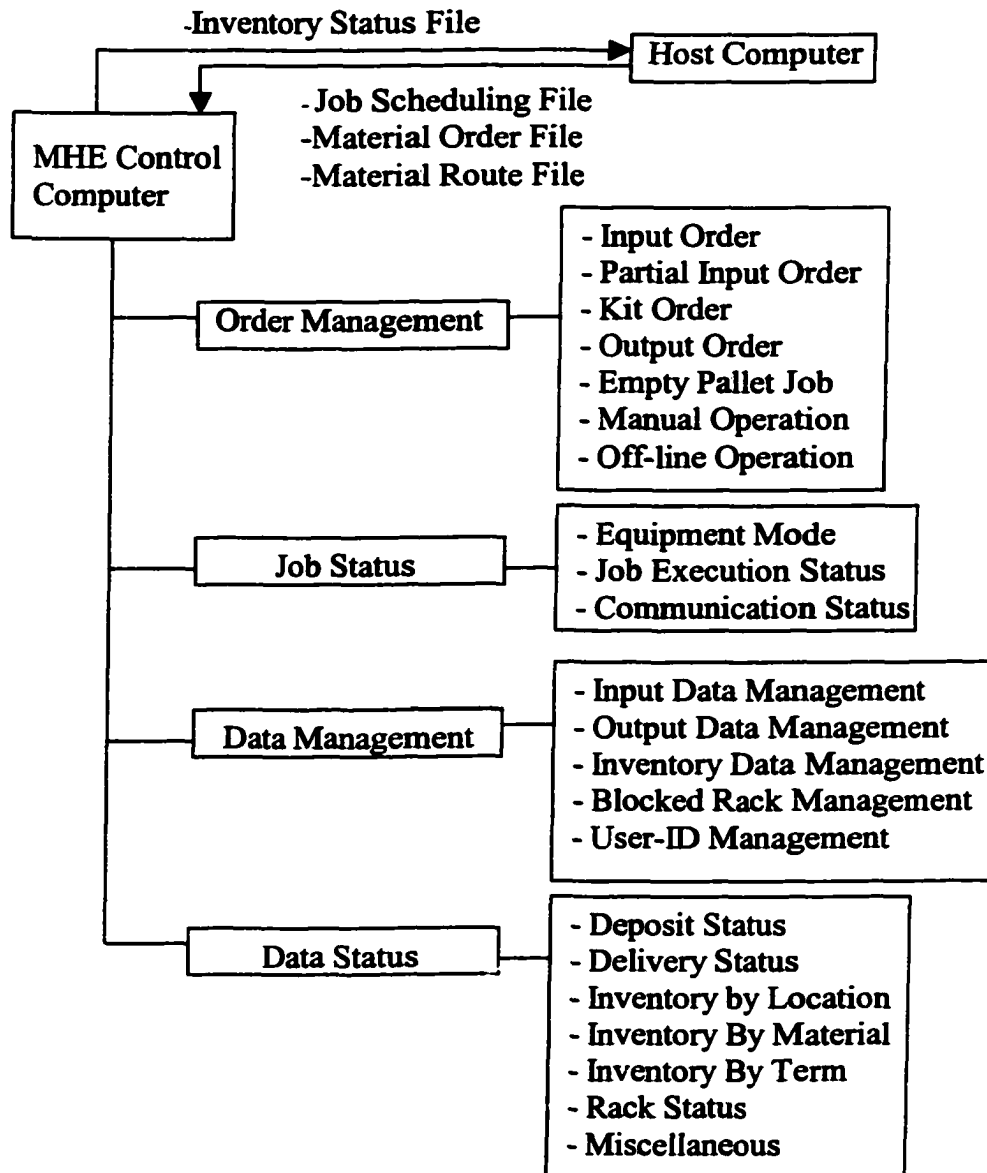 -Inventory Status File
Host Computer
-Job Scheduling File
-Material Order File
-Material Route File
MHE Control
Computer
Order Management
- Input Order
- Partial Input Order
- Kit Order
- Output Order
- Empty Pallet Job
- Manual Operation
- Off-line Operation
Job Status
- Equipment Mode
- Job Execution Status
- Communication Status
Data Management
- Input Data Management
- Output Data Management
- Inventory Data Management
- Blocked Rack Management
- User-ID Management
Data Status
- Deposit Status
- Delivery Status
- Inventory by Location
- Inventory By Material
- Inventory By Term
- Rack Status
- Miscellaneous